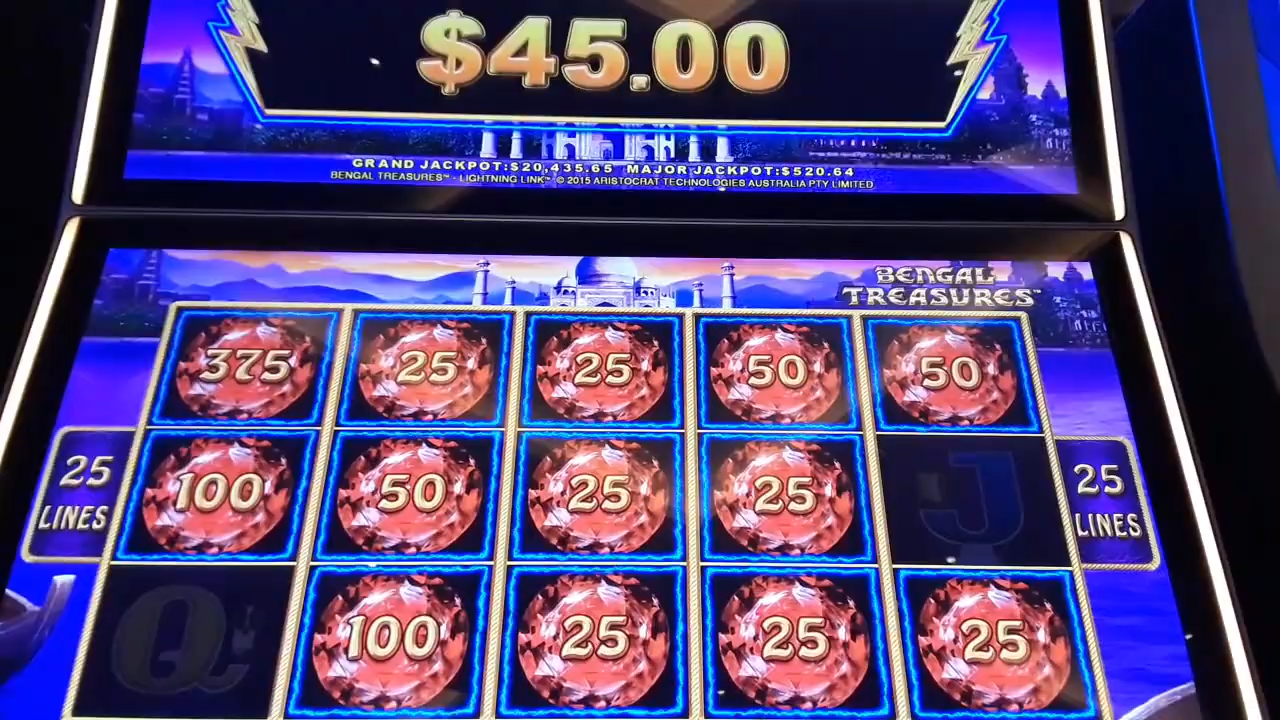 $45.00
GRAND JACKPOT:$20,435.65 MAJOR JACKPOT:$520.64
BENGAL TREASURES™ - LIGHTNING LINK™ © 2015 ARISTOCRAT TECHNOLOGIES AUSTRALIA PTY LIMITED
BENGAL
TREASURES™
375 25 25 50 50
25
LINES
100 50 25 25 J
25
LINES
Q 100 25 25 25